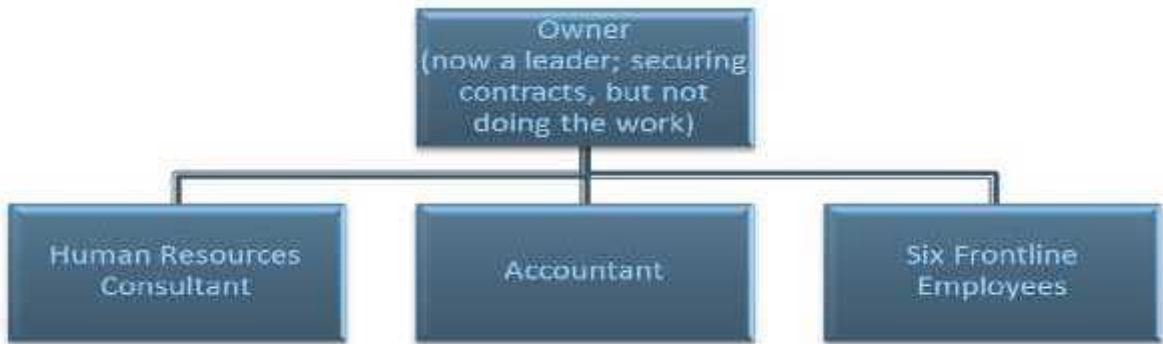 Owner
(now a leader; securing
contracts, but not
doing the work)
Human Resources
Consultant
Accountant
Six Frontline
Employees